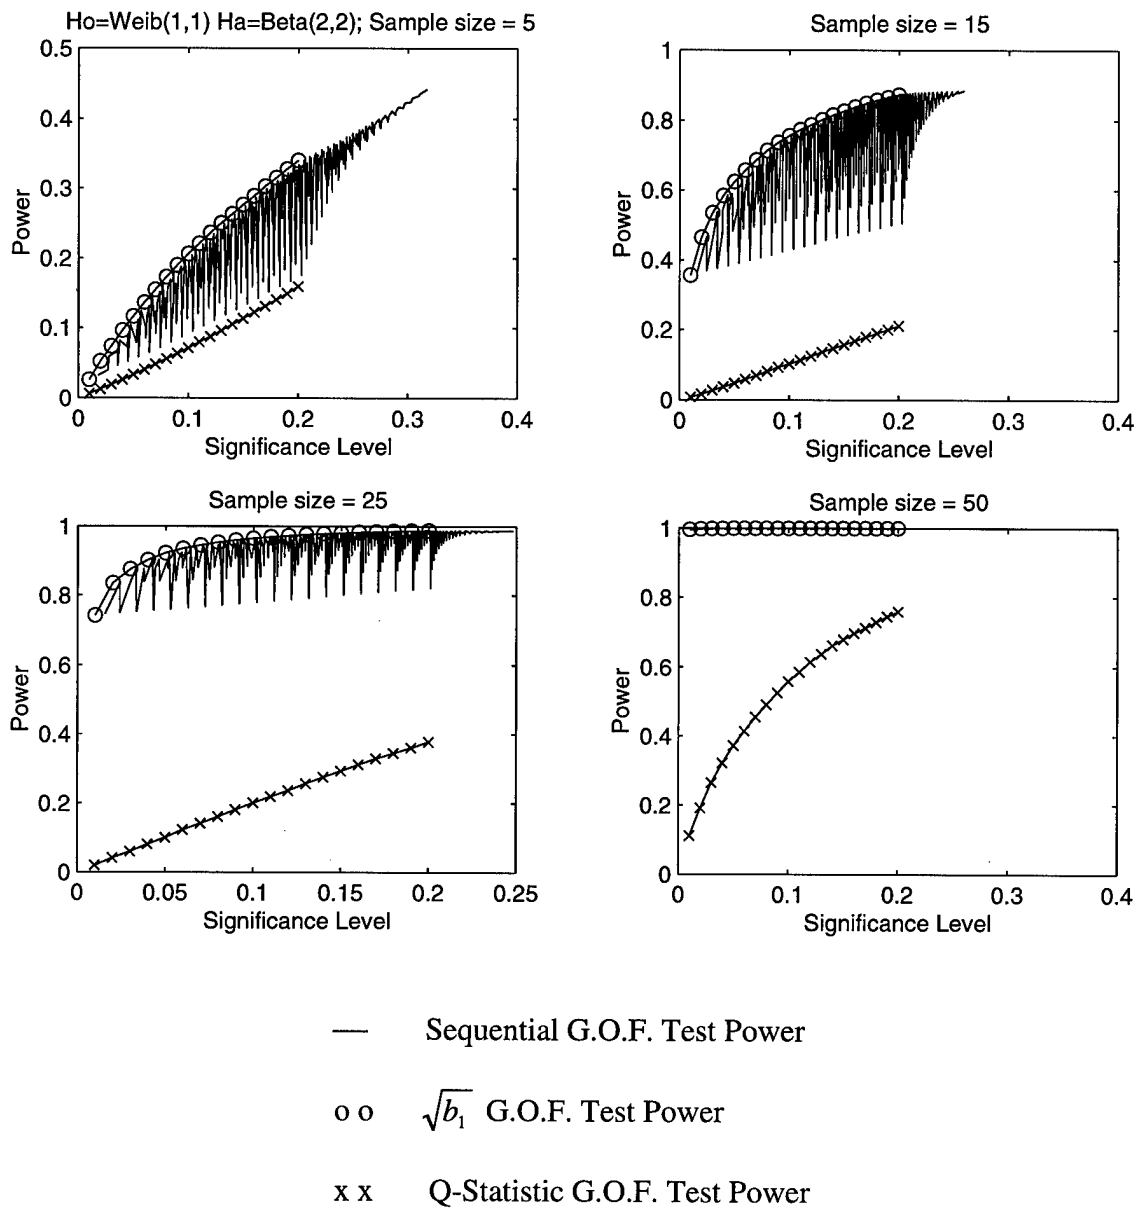 Ho=Weib(1,1) Ha=Beta(2,2); Sample size = 5
0.5
0.4
0.3
0.2
0.1
0
Power
0 0.1 0.2 0.3 0.4
Significance Level
Sample size = 15
1
0.8
0.6
0.4
0.2
0
Power
0 0.1 0.2 0.3 0.4
Significance Level
Sample size = 25
1
0.8
0.6
0.4
0.2
0
Power
0 0.05 0.1 0.15 0.2 0.25
Significance Level
Sample size = 50
1
0.8
0.6
0.4
0.2
0
Power
0 0.1 0.2 0.3 0.4
Significance Level
— Sequential G.O.F. Test Power
o o √b₁ G.O.F. Test Power
x x Q-Statistic G.O.F. Test Power